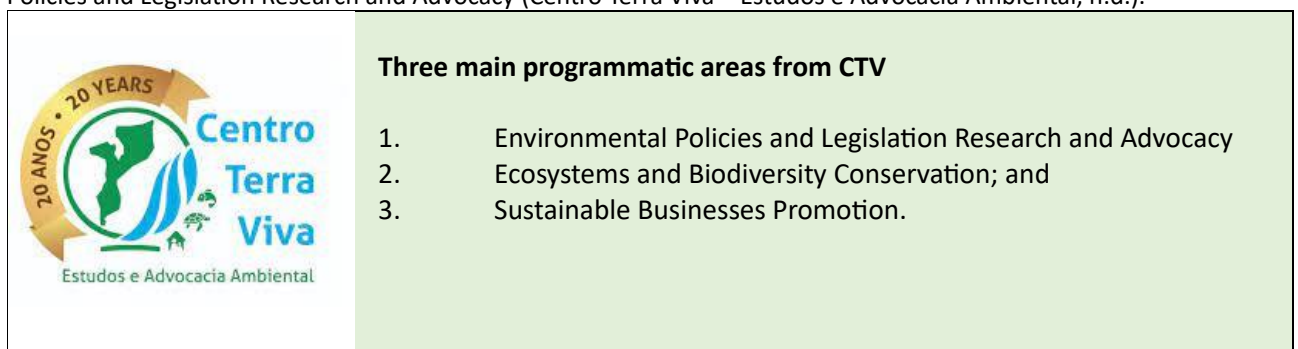 Policies and Legislation Research and Advocacy (Centro Terra Viva – Estudos e Advocacia Ambiental, n.d.).
20 ANOS • 20 YEARS
Centro
Terra
Viva
Estudos e Advocacia Ambiental
Three main programmatic areas from CTV
1. Environmental Policies and Legislation Research and Advocacy
2. Ecosystems and Biodiversity Conservation; and
3. Sustainable Businesses Promotion.